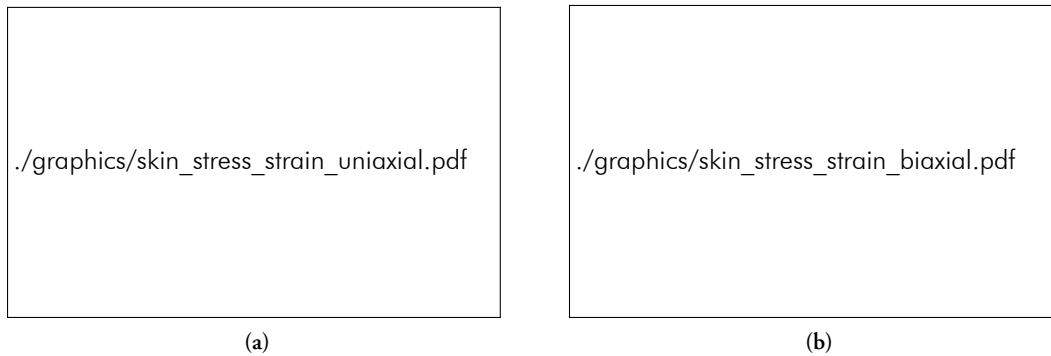 ./graphics/skin_stress_strain_uniaxial.pdf
./graphics/skin_stress_strain_biaxial.pdf
(a)
(b)